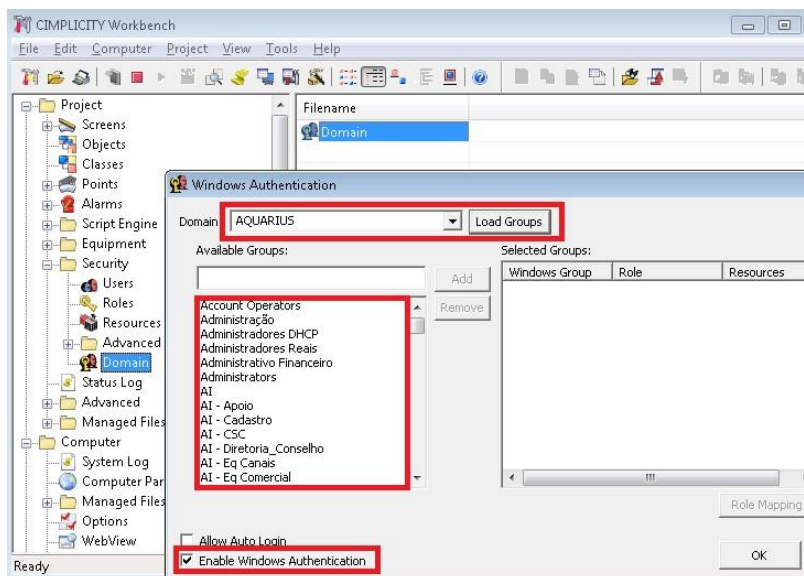 CIMPLICITY Workbench
File Edit Computer Project View Tools Help
Project
Screens
Objects
Classes
Points
Alarms
Script Engine
Equipment
Security
Users
Roles
Resources
Advanced
Domain
Status Log
Advanced
Managed Files
Computer
System Log
Computer Par
Managed Files
Options
WebView
Ready
Filename
Domain
Windows Authentication
Domain AQUARIUS Load Groups
Available Groups:
Add
Remove
Account Operators
Administração
Administradores DHCP
Administradores Reais
Administrativo Financeiro
Administrators
AI
AI - Apoio
AI - Cadastro
AI - CSC
AI - Diretoria_Conselho
AI - Eq Canais
AI - Eq Comercial
Selected Groups:
Windows Group Role Resources
Role Mapping
Allow Auto Login
Enable Windows Authentication
OK